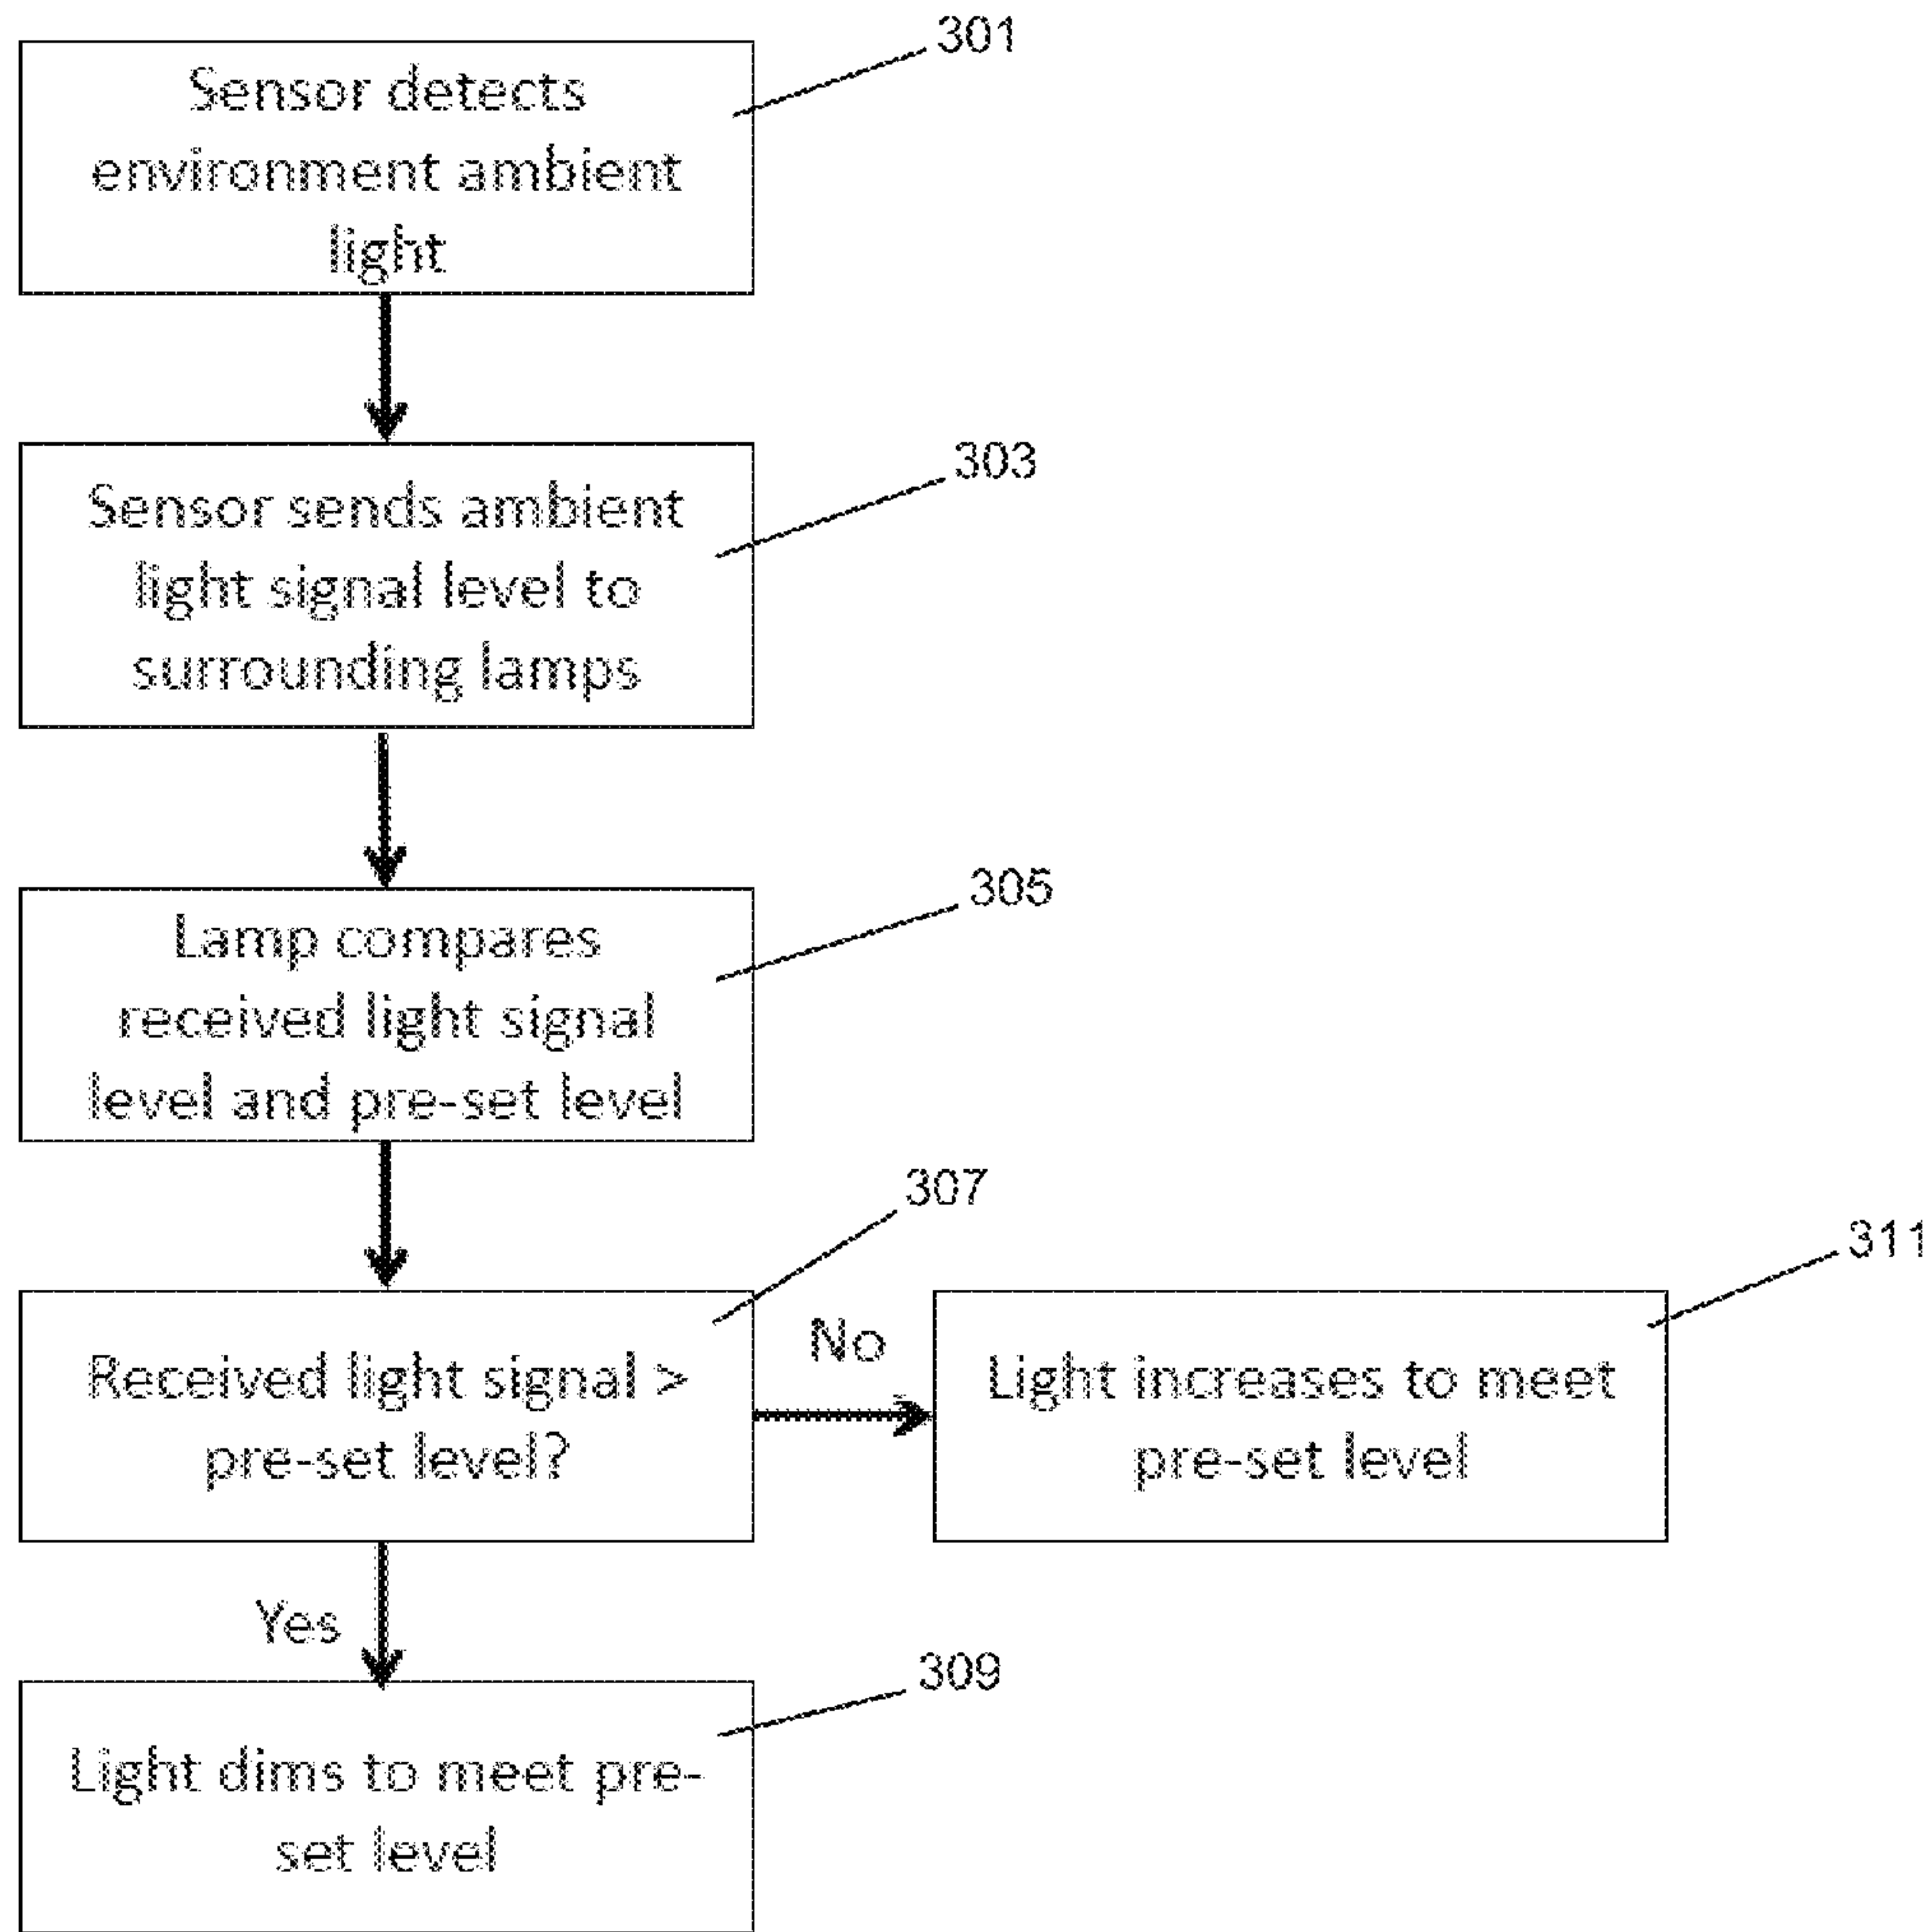 301
Sensor detects
environment ambient
light
303
Sensor sends ambient
light signal level to
surrounding lamps
305
Lamp compares
received light signal
level and pre-set level
307
Received light signal >
pre-set level?
No
311
Light increases to meet
pre-set level
Yes
309
Light dims to meet pre-
set level